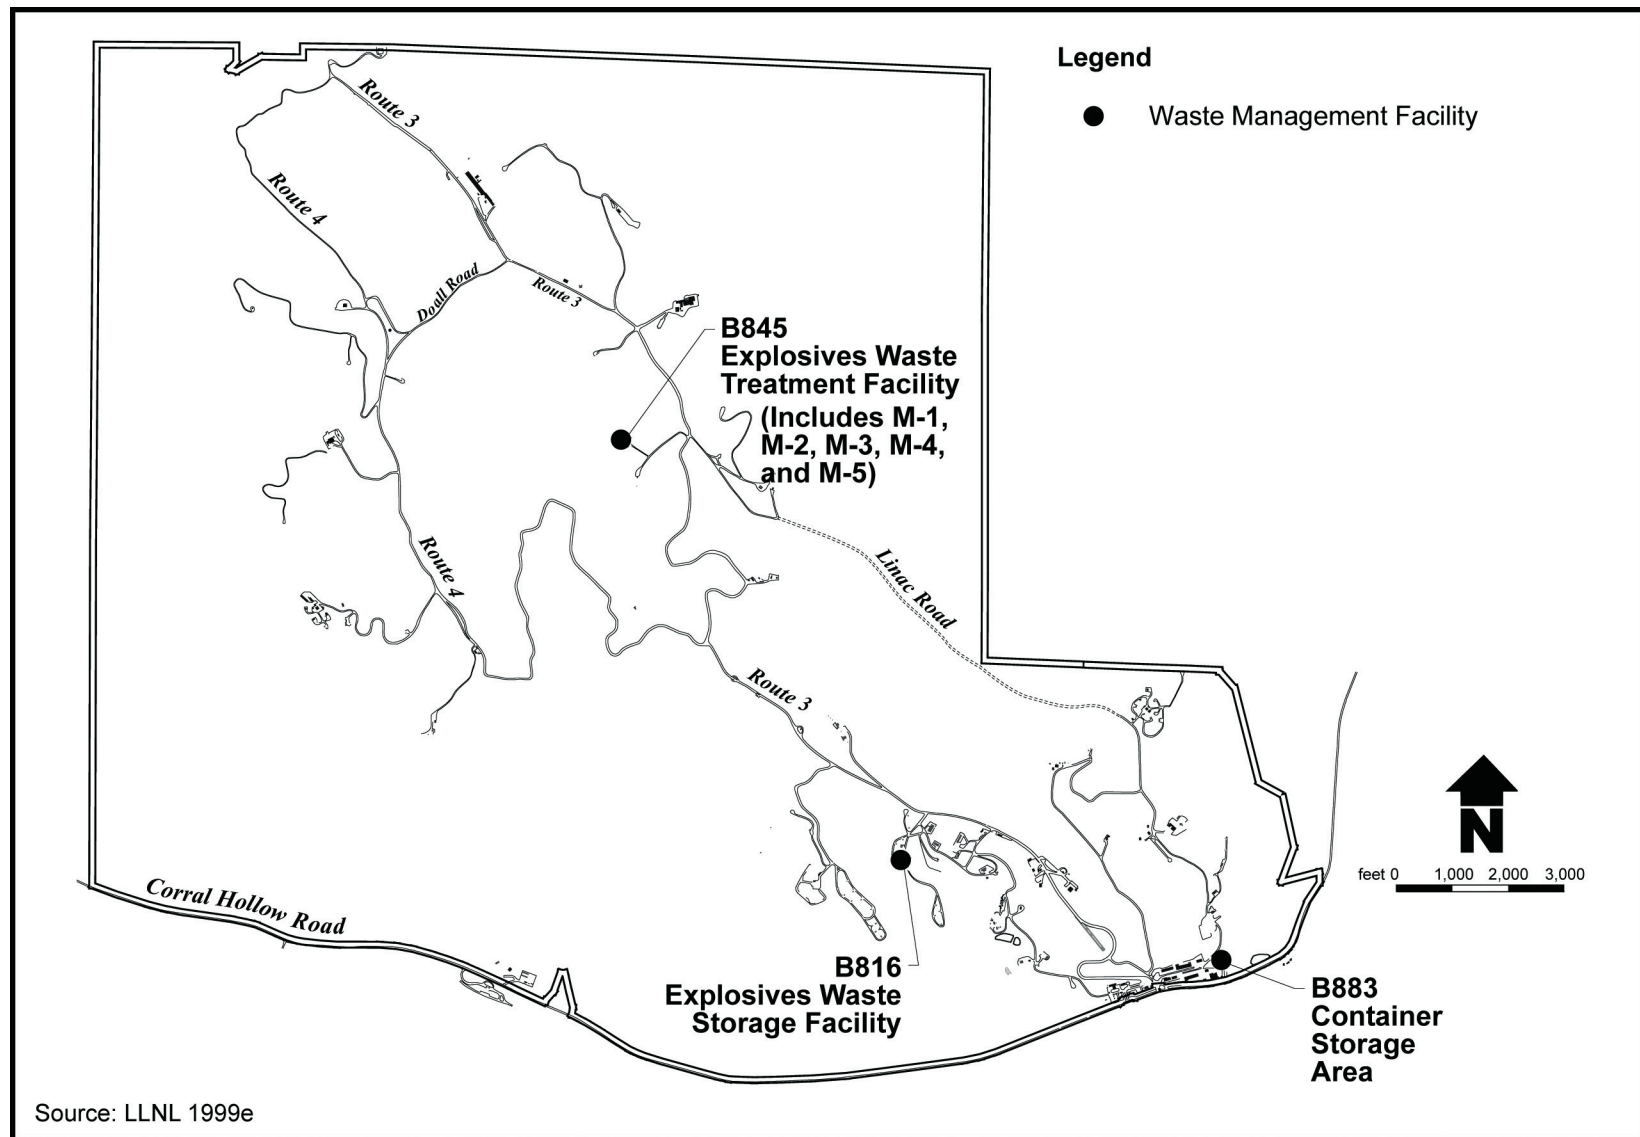 Legend
Waste Management Facility
Route 3
Route 4
Doall Road
Route 3
B845
Explosives Waste
Treatment Facility
(Includes M-1,
M-2, M-3, M-4,
and M-5)
Linac Road
Route 4
Route 3
N
feet 0 1,000 2,000 3,000
Corral Hollow Road
B816
Explosives Waste
Storage Facility
B883
Container
Storage
Area
Source: LLNL 1999e